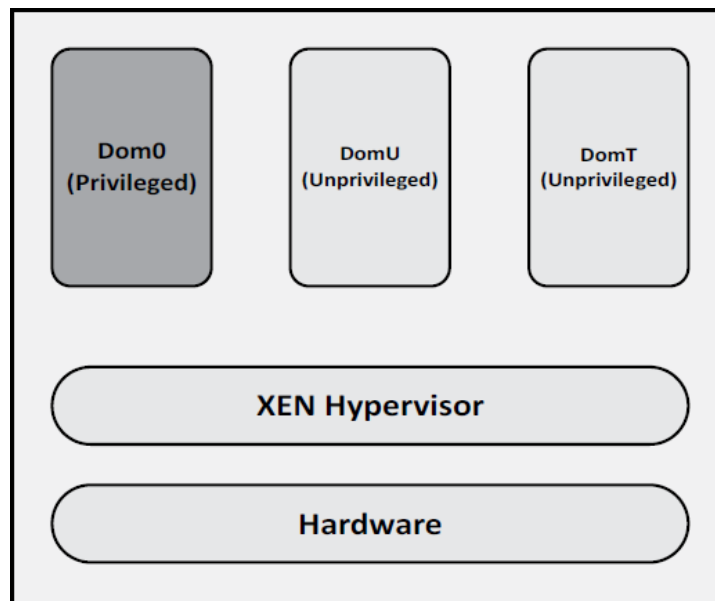 Dom0
(Privileged)
DomU
(Unprivileged)
DomT
(Unprivileged)
XEN Hypervisor
Hardware